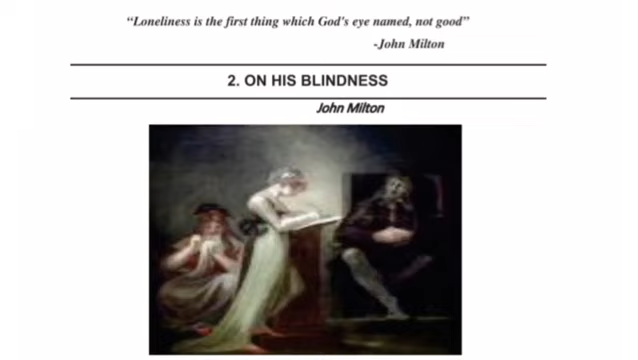 “Loneliness is the first thing which God's eye named, not good”
-John Milton
2. ON HIS BLINDNESS
John Milton